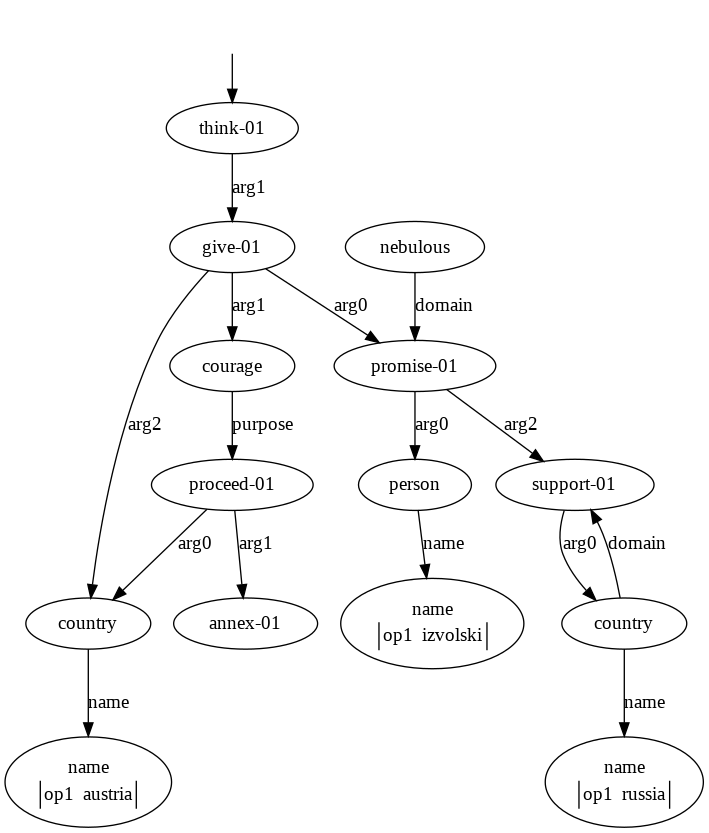 think-01
arg1
give-01
nebulous
arg1
arg0
domain
courage
promise-01
arg2
purpose
arg0
arg2
proceed-01
person
support-01
arg0
arg1
name
arg0
domain
country
annex-01
name
op1 izvolski
country
name
name
name
op1 austria
name
op1 russia